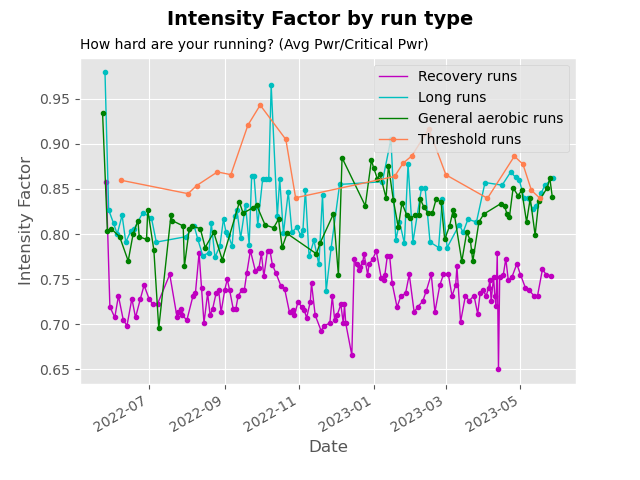 Intensity Factor by run type
How hard are your running? (Avg Pwr/Critical Pwr)
Recovery runs
Long runs
General aerobic runs
Threshold runs
0.95
0.90
0.85
0.80
0.75
0.70
0.65
Intensity Factor
2022-07
2022-09
2022-11
2023-01
2023-03
2023-05
Date